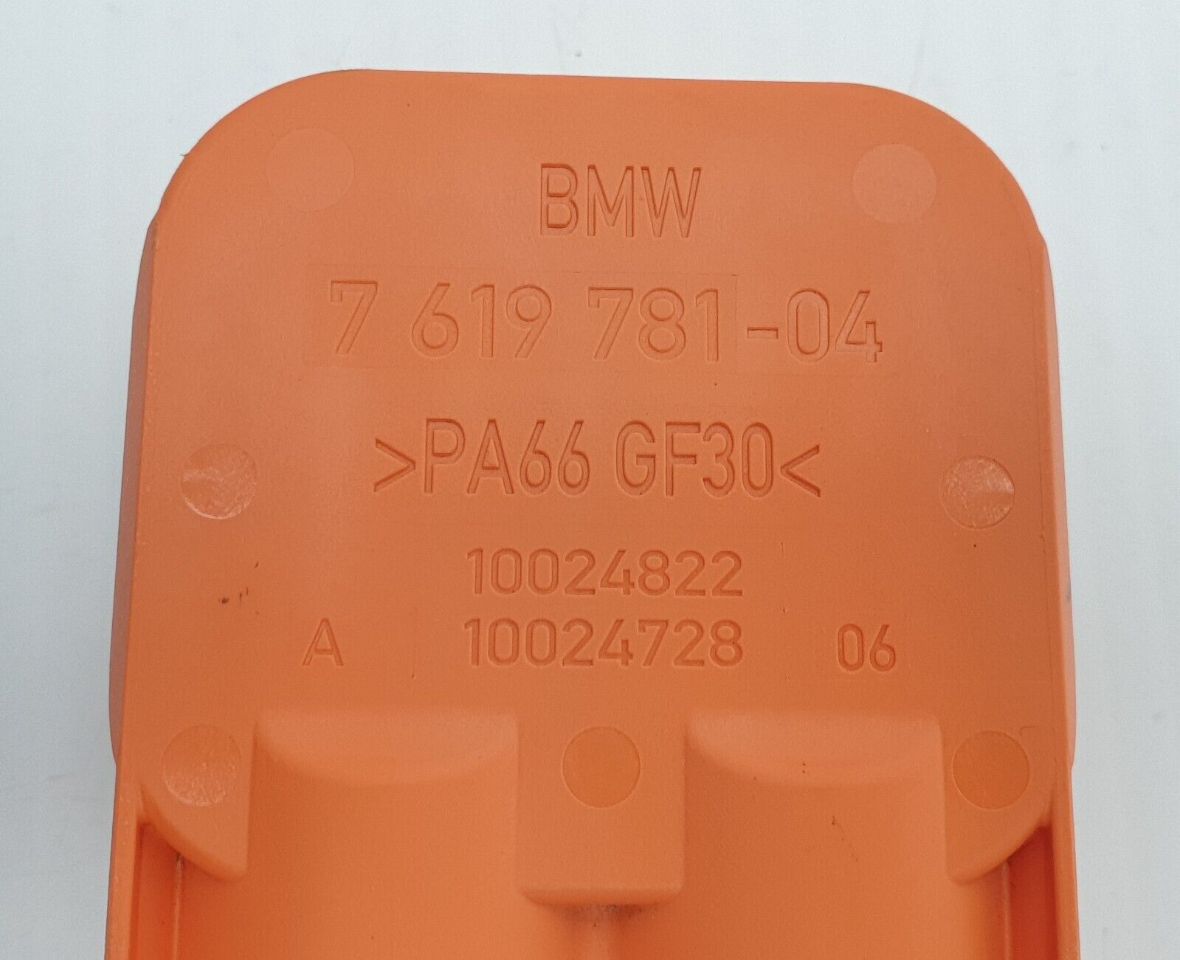 BMW
7 619 781-04
>PA66 GF30<
10024822
A 10024728 06